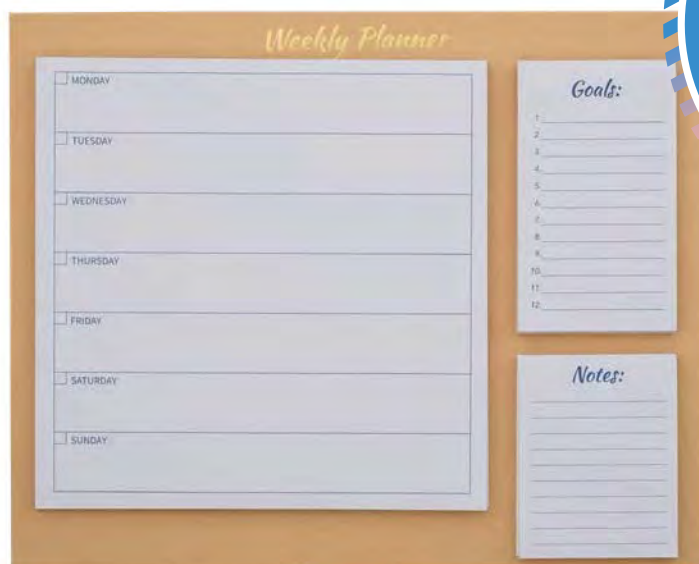 Weekly Planner
MONDAY
TUESDAY
WEDNESDAY
THURSDAY
FRIDAY
SATURDAY
SUNDAY
Goals:
1.
2.
3.
4.
5.
6.
7.
8.
9.
10.
11.
12.
Notes: